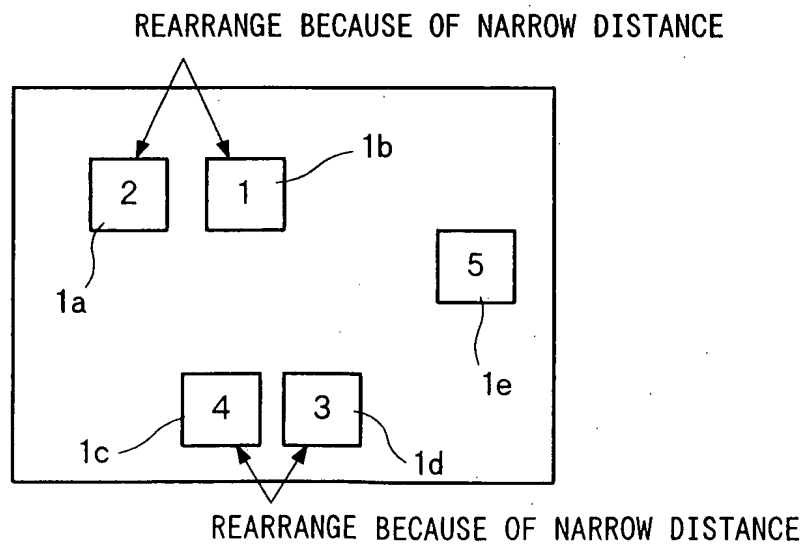 REARRANGE BECAUSE OF NARROW DISTANCE
1b
2
1
5
1a
1e
4
3
1c
1d
REARRANGE BECAUSE OF NARROW DISTANCE